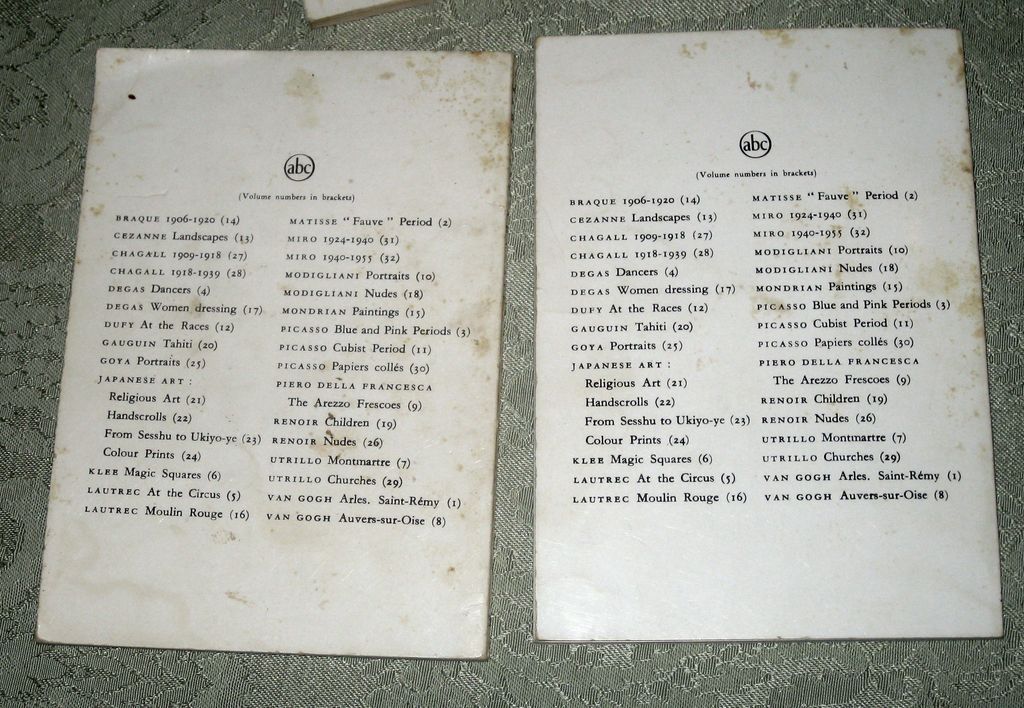 abc
(Volume numbers in brackets)
BRAQUE 1906-1920 (14)
CEZANNE Landscapes (13)
CHAGALL 1909-1918 (27)
CHAGALL 1918-1939 (28)
DEGAS Dancers (4)
DEGAS Women dressing (17)
DUFY At the Races (12)
GAUGUIN Tahiti (20)
GOYA Portraits (25)
JAPANESE ART :
Religious Art (21)
Handscrolls (22)
From Sesshu to Ukiyo-ye (23)
Colour Prints (24)
KLEE Magic Squares (6)
LAUTREC At the Circus (5)
LAUTREC Moulin Rouge (16)
MATISSE “Fauve” Period (2)
MIRO 1924-1940 (31)
MIRO 1940-1955 (32)
MODIGLIANI Portraits (10)
MODIGLIANI Nudes (18)
MONDRIAN Paintings (15)
PICASSO Blue and Pink Periods (3)
PICASSO Cubist Period (11)
PICASSO Papiers collés (30)
PIERO DELLA FRANCESCA
The Arezzo Frescoes (9)
RENOIR Children (19)
RENOIR Nudes (26)
UTRILLO Montmartre (7)
UTRILLO Churches (29)
VAN GOGH Arles. Saint-Rémy (1)
VAN GOGH Auvers-sur-Oise (8)
abc
(Volume numbers in brackets)
BRAQUE 1906-1920 (14)
CEZANNE Landscapes (13)
CHAGALL 1909-1918 (27)
CHAGALL 1918-1939 (28)
DEGAS Dancers (4)
DEGAS Women dressing (17)
DUFY At the Races (12)
GAUGUIN Tahiti (20)
GOYA Portraits (25)
JAPANESE ART :
Religious Art (21)
Handscrolls (22)
From Sesshu to Ukiyo-ye (23)
Colour Prints (24)
KLEE Magic Squares (6)
LAUTREC At the Circus (5)
LAUTREC Moulin Rouge (16)
MATISSE “Fauve” Period (2)
MIRO 1924-1940 (31)
MIRO 1940-1955 (32)
MODIGLIANI Portraits (10)
MODIGLIANI Nudes (18)
MONDRIAN Paintings (15)
PICASSO Blue and Pink Periods (3)
PICASSO Cubist Period (11)
PICASSO Papiers collés (30)
PIERO DELLA FRANCESCA
The Arezzo Frescoes (9)
RENOIR Children (19)
RENOIR Nudes (26)
UTRILLO Montmartre (7)
UTRILLO Churches (29)
VAN GOGH Arles. Saint-Rémy (1)
VAN GOGH Auvers-sur-Oise (8)